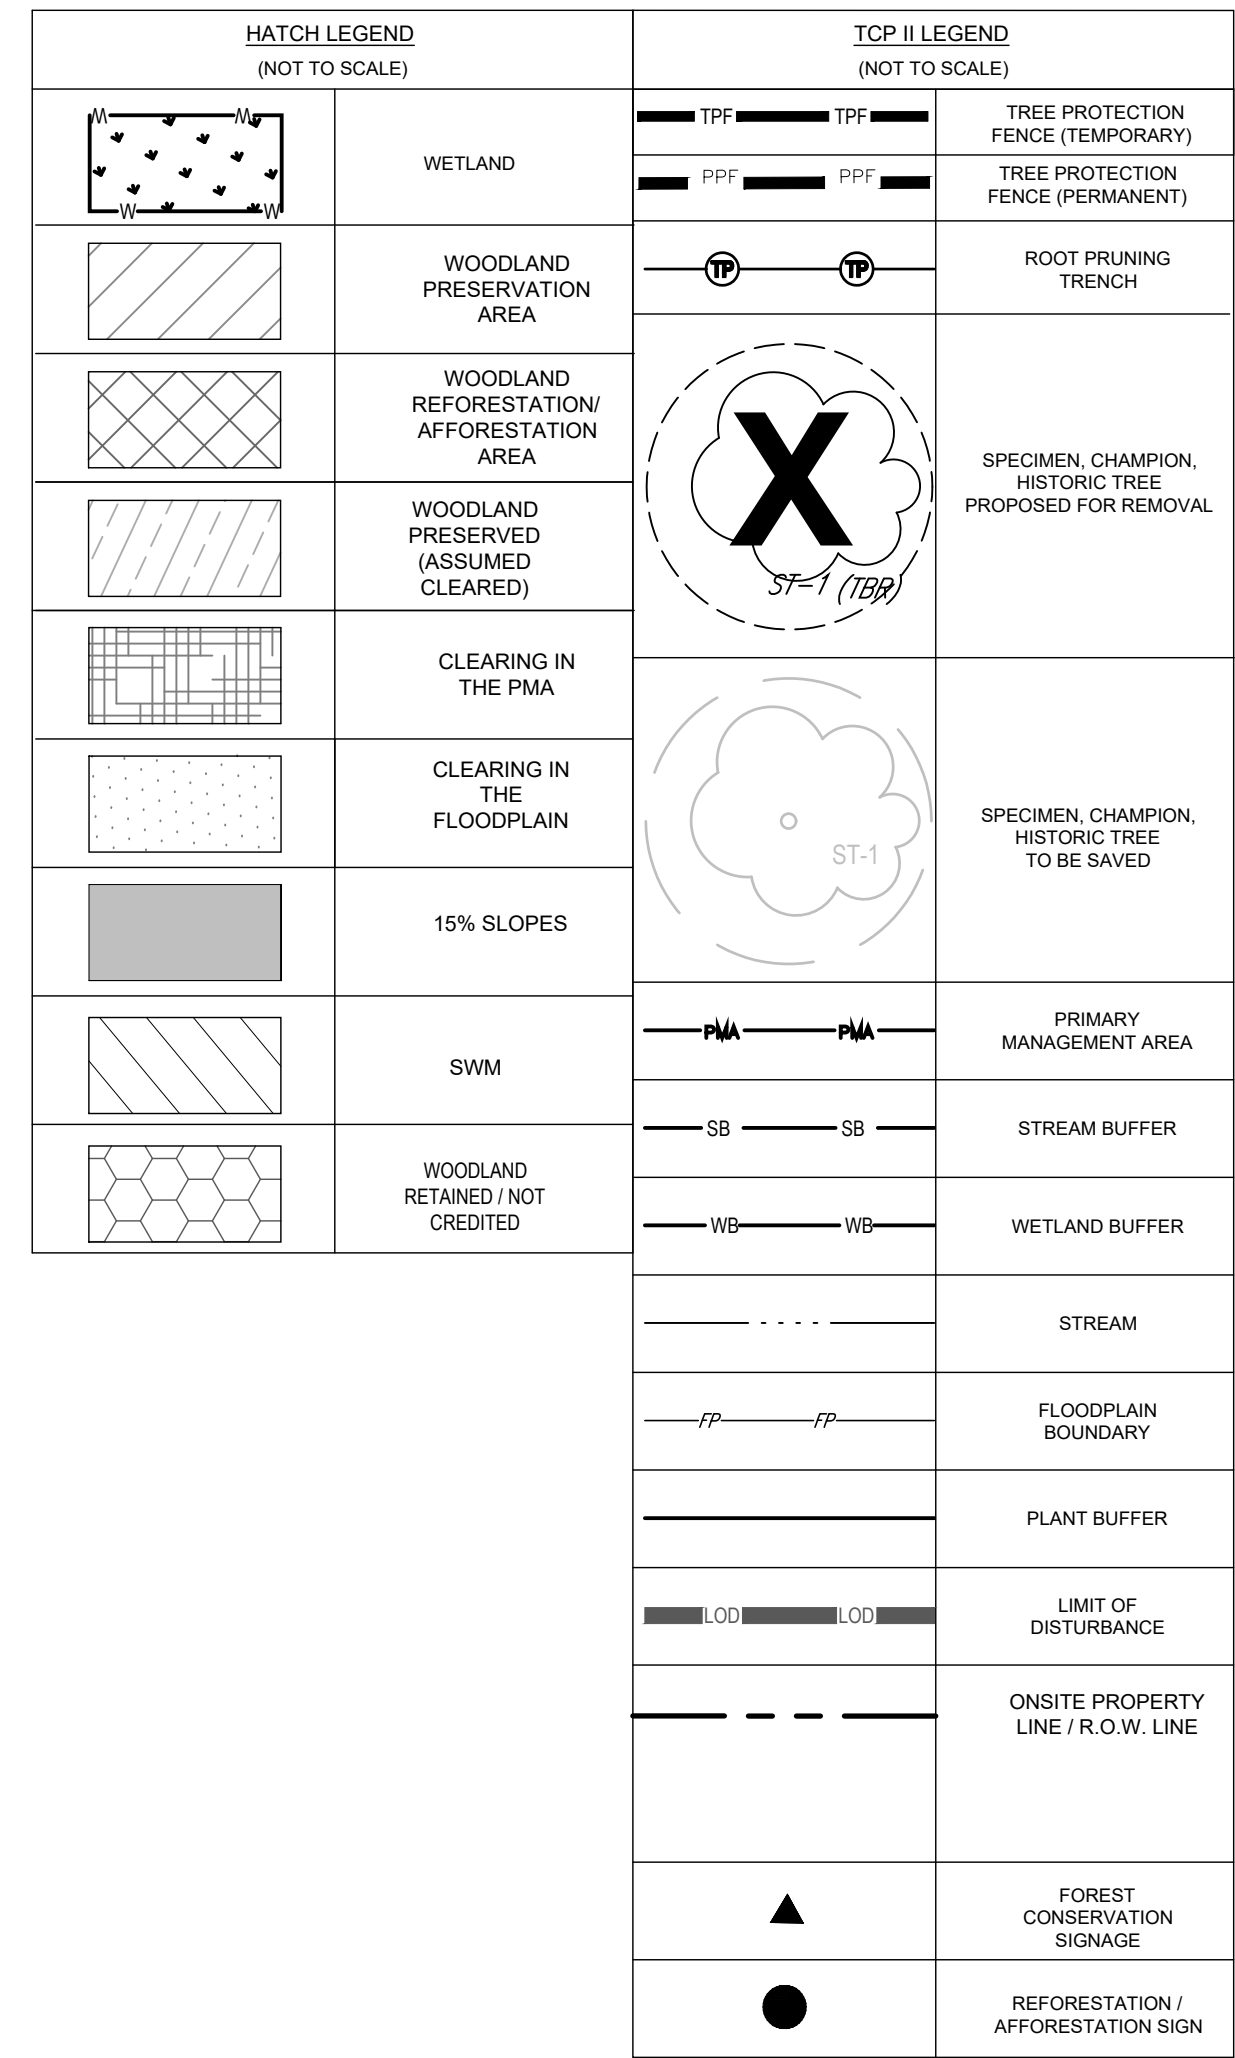 HATCH LEGEND
(NOT TO SCALE)
W W
W W
WETLAND
WOODLAND
PRESERVATION
AREA
WOODLAND
REFORESTATION/
AFFORESTATION
AREA
WOODLAND
PRESERVED
(ASSUMED
CLEARED)
CLEARING IN
THE PMA
CLEARING IN
THE
FLOODPLAIN
15% SLOPES
SWM
WOODLAND
RETAINED / NOT
CREDITED
TCP II LEGEND
(NOT TO SCALE)
TPF TPF
TREE PROTECTION
FENCE (TEMPORARY)
PPF PPF
TREE PROTECTION
FENCE (PERMANENT)
TP TP
ROOT PRUNING
TRENCH
X
ST-1 (TBR)
SPECIMEN, CHAMPION,
HISTORIC TREE
PROPOSED FOR REMOVAL
ST-1
SPECIMEN, CHAMPION,
HISTORIC TREE
TO BE SAVED
PMA PMA
PRIMARY
MANAGEMENT AREA
SB SB
STREAM BUFFER
WB WB
WETLAND BUFFER
STREAM
FP FP
FLOODPLAIN
BOUNDARY
PLANT BUFFER
LOD LOD
LIMIT OF
DISTURBANCE
ONSITE PROPERTY
LINE / R.O.W. LINE
FOREST
CONSERVATION
SIGNAGE
REFORESTATION /
AFFORESTATION SIGN